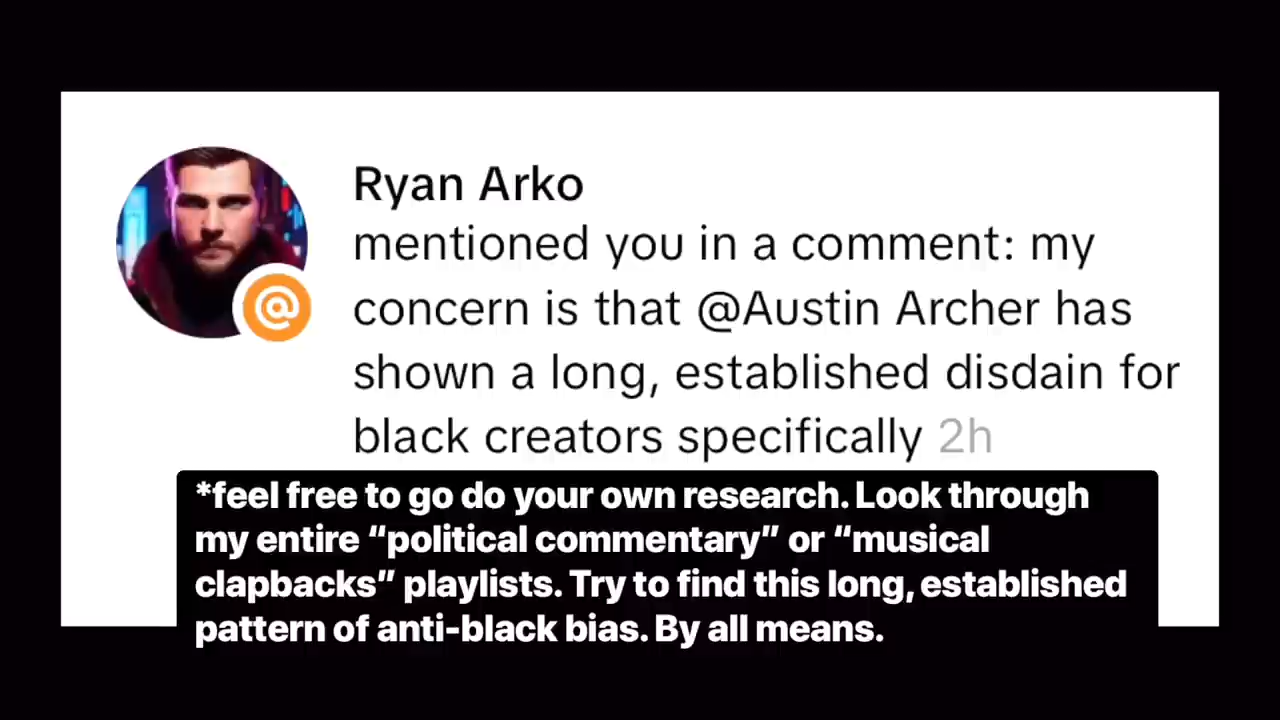 Ryan Arko
mentioned you in a comment: my
concern is that @Austin Archer has
shown a long, established disdain for
black creators specifically 2h
*feel free to go do your own research. Look through
my entire “political commentary” or “musical
clapbacks” playlists. Try to find this long, established
pattern of anti-black bias. By all means.